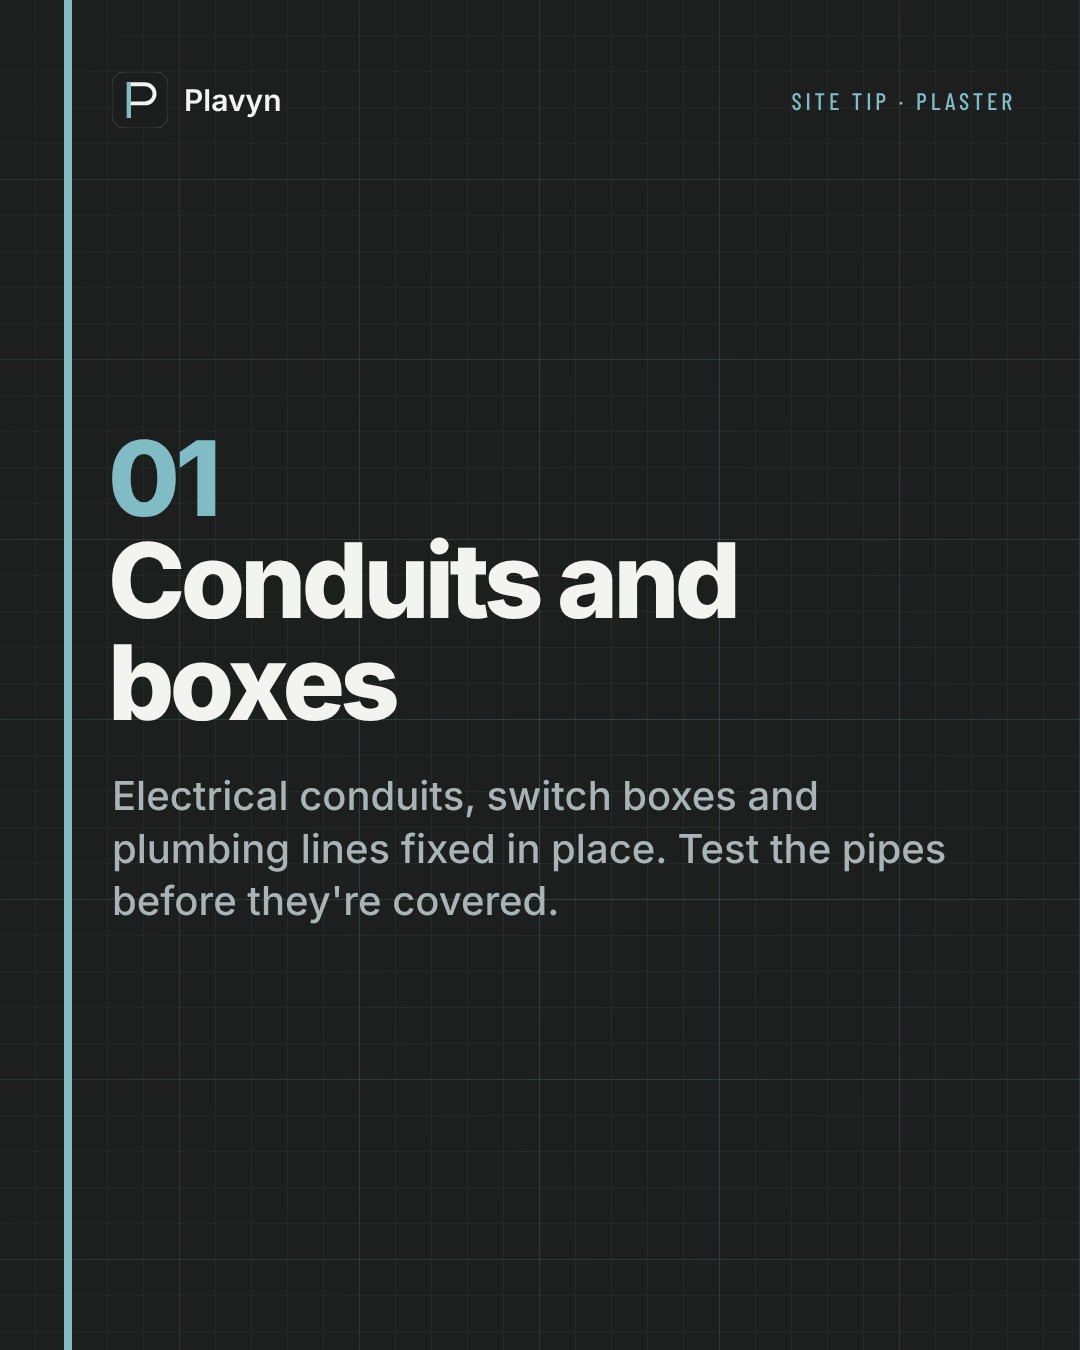 Plavyn
SITE TIP · PLASTER
01
Conduits and
boxes
Electrical conduits, switch boxes and
plumbing lines fixed in place. Test the pipes
before they're covered.